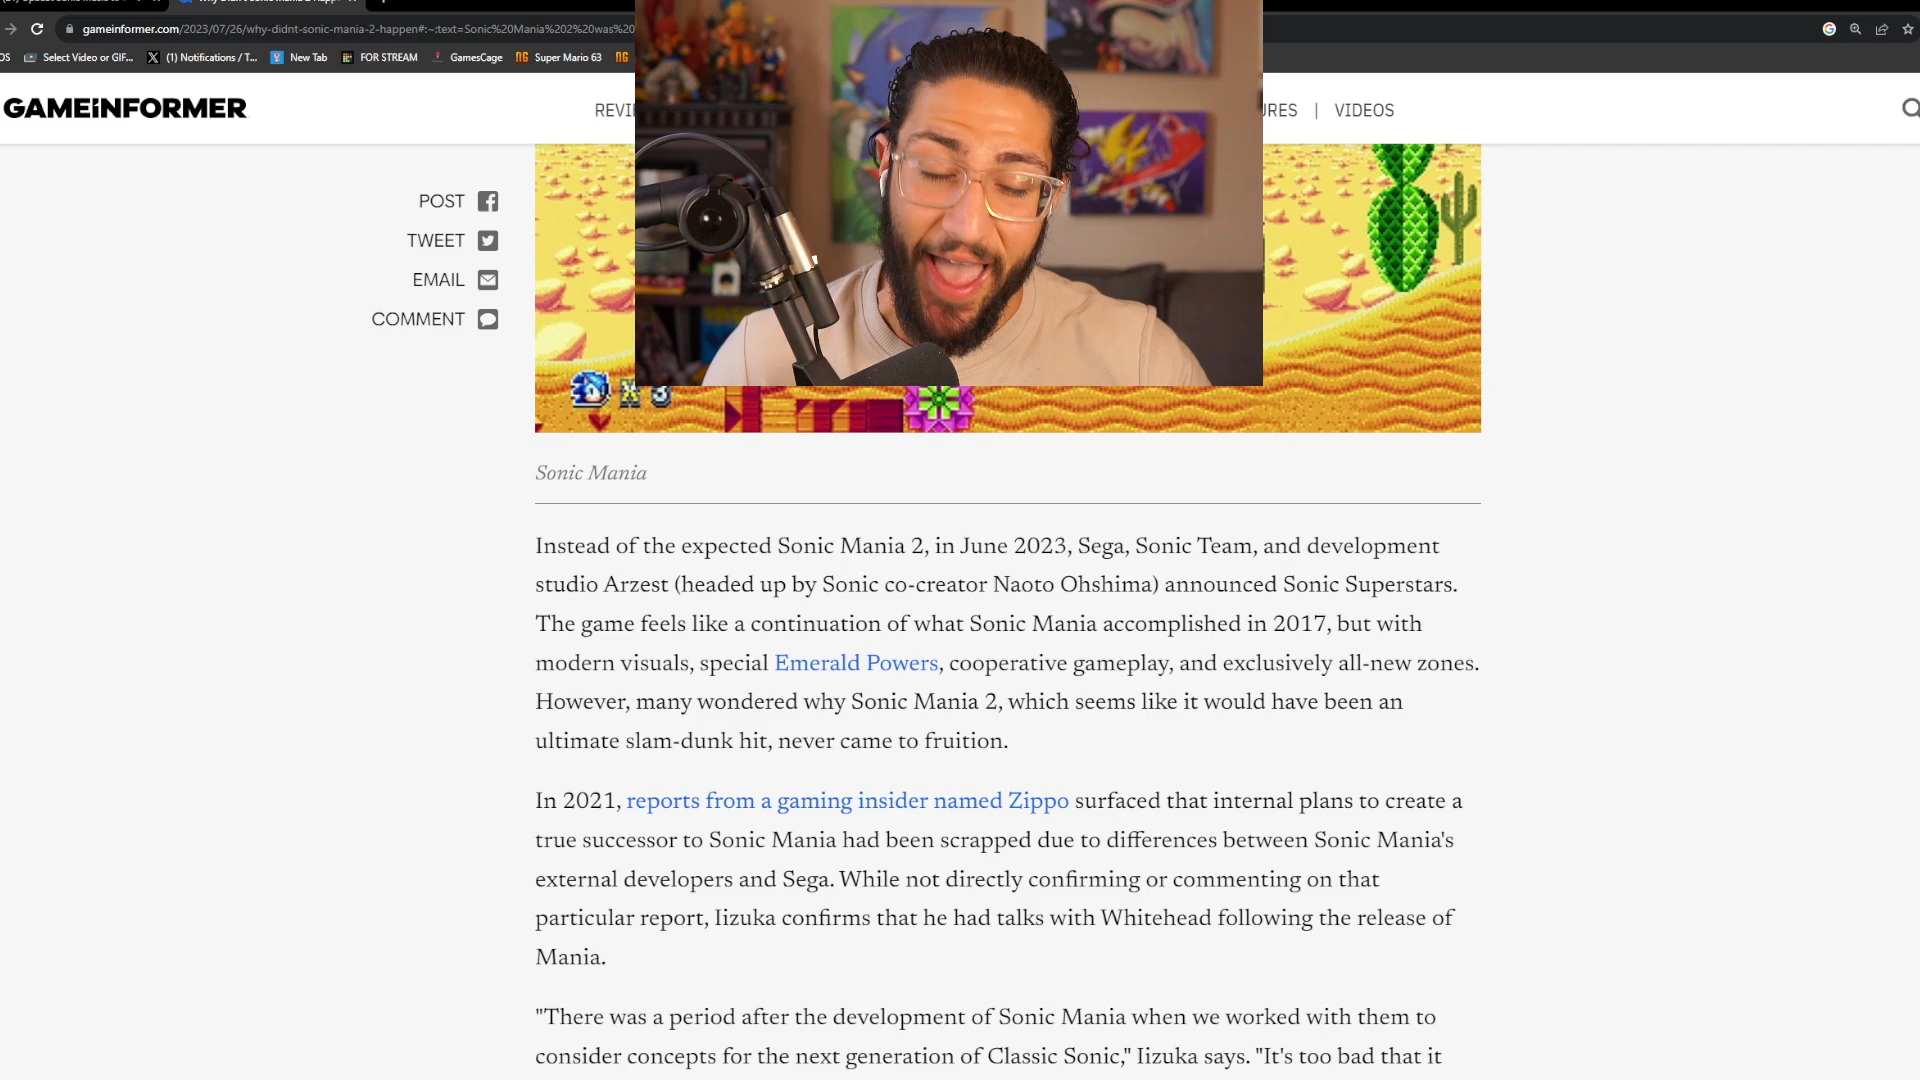 gameinformer.com/2023/07/26/why-didnt-sonic-mania-2-happen#:~:text=Sonic%20Mania%202%20was%20
OS Select Video or GIF... (1) Notifications / T... New Tab FOR STREAM GamesCage Super Mario 63
GAMEiNFORMER
REVI
URES | VIDEOS
POST
TWEET
EMAIL
COMMENT
X 3
Sonic Mania
Instead of the expected Sonic Mania 2, in June 2023, Sega, Sonic Team, and development
studio Arzest (headed up by Sonic co-creator Naoto Ohshima) announced Sonic Superstars.
The game feels like a continuation of what Sonic Mania accomplished in 2017, but with
modern visuals, special Emerald Powers, cooperative gameplay, and exclusively all-new zones.
However, many wondered why Sonic Mania 2, which seems like it would have been an
ultimate slam-dunk hit, never came to fruition.
In 2021, reports from a gaming insider named Zippo surfaced that internal plans to create a
true successor to Sonic Mania had been scrapped due to differences between Sonic Mania's
external developers and Sega. While not directly confirming or commenting on that
particular report, Iizuka confirms that he had talks with Whitehead following the release of
Mania.
"There was a period after the development of Sonic Mania when we worked with them to
consider concepts for the next generation of Classic Sonic," Iizuka says. "It's too bad that it